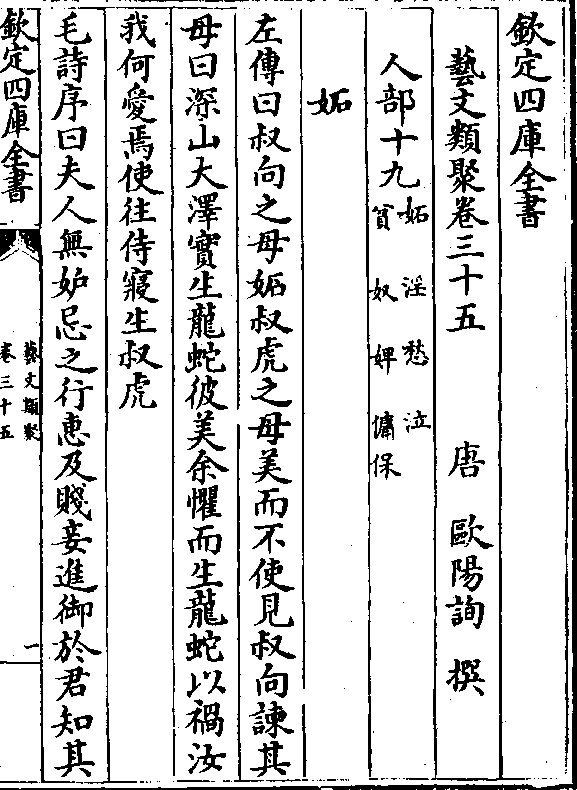 欽定四庫全書
藝文類聚卷三十五　唐　歐陽詢　撰
人部十九妬　淫　愁　泣
貧　奴　婢　傭保
妬
左傳曰叔向之母妬叔虎之母美而不使見叔向諌其
母曰深山大澤實生龍蛇彼美余懼而生龍蛇以禍汝
我何愛焉使往侍寢生叔虎
毛詩序曰夫人無妒忌之行惠及賤妾進御於君知其
欽定四庫全書
藝文類聚
卷三十五
一